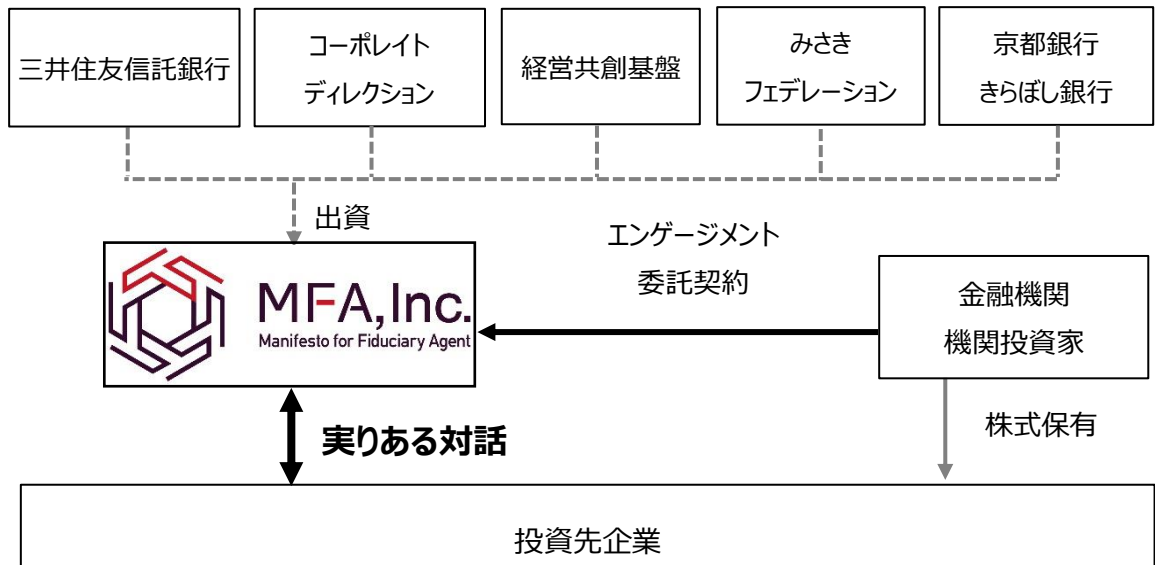 三井住友信託銀行
コーポレイト
ディレクション
経営共創基盤
みさき
フェデレーション
京都銀行
きらぼし銀行
出資
エンゲージメント
委託契約
MFA,Inc.
Manifesto for Fiduciary Agent
金融機関
機関投資家
実りある対話
株式保有
投資先企業